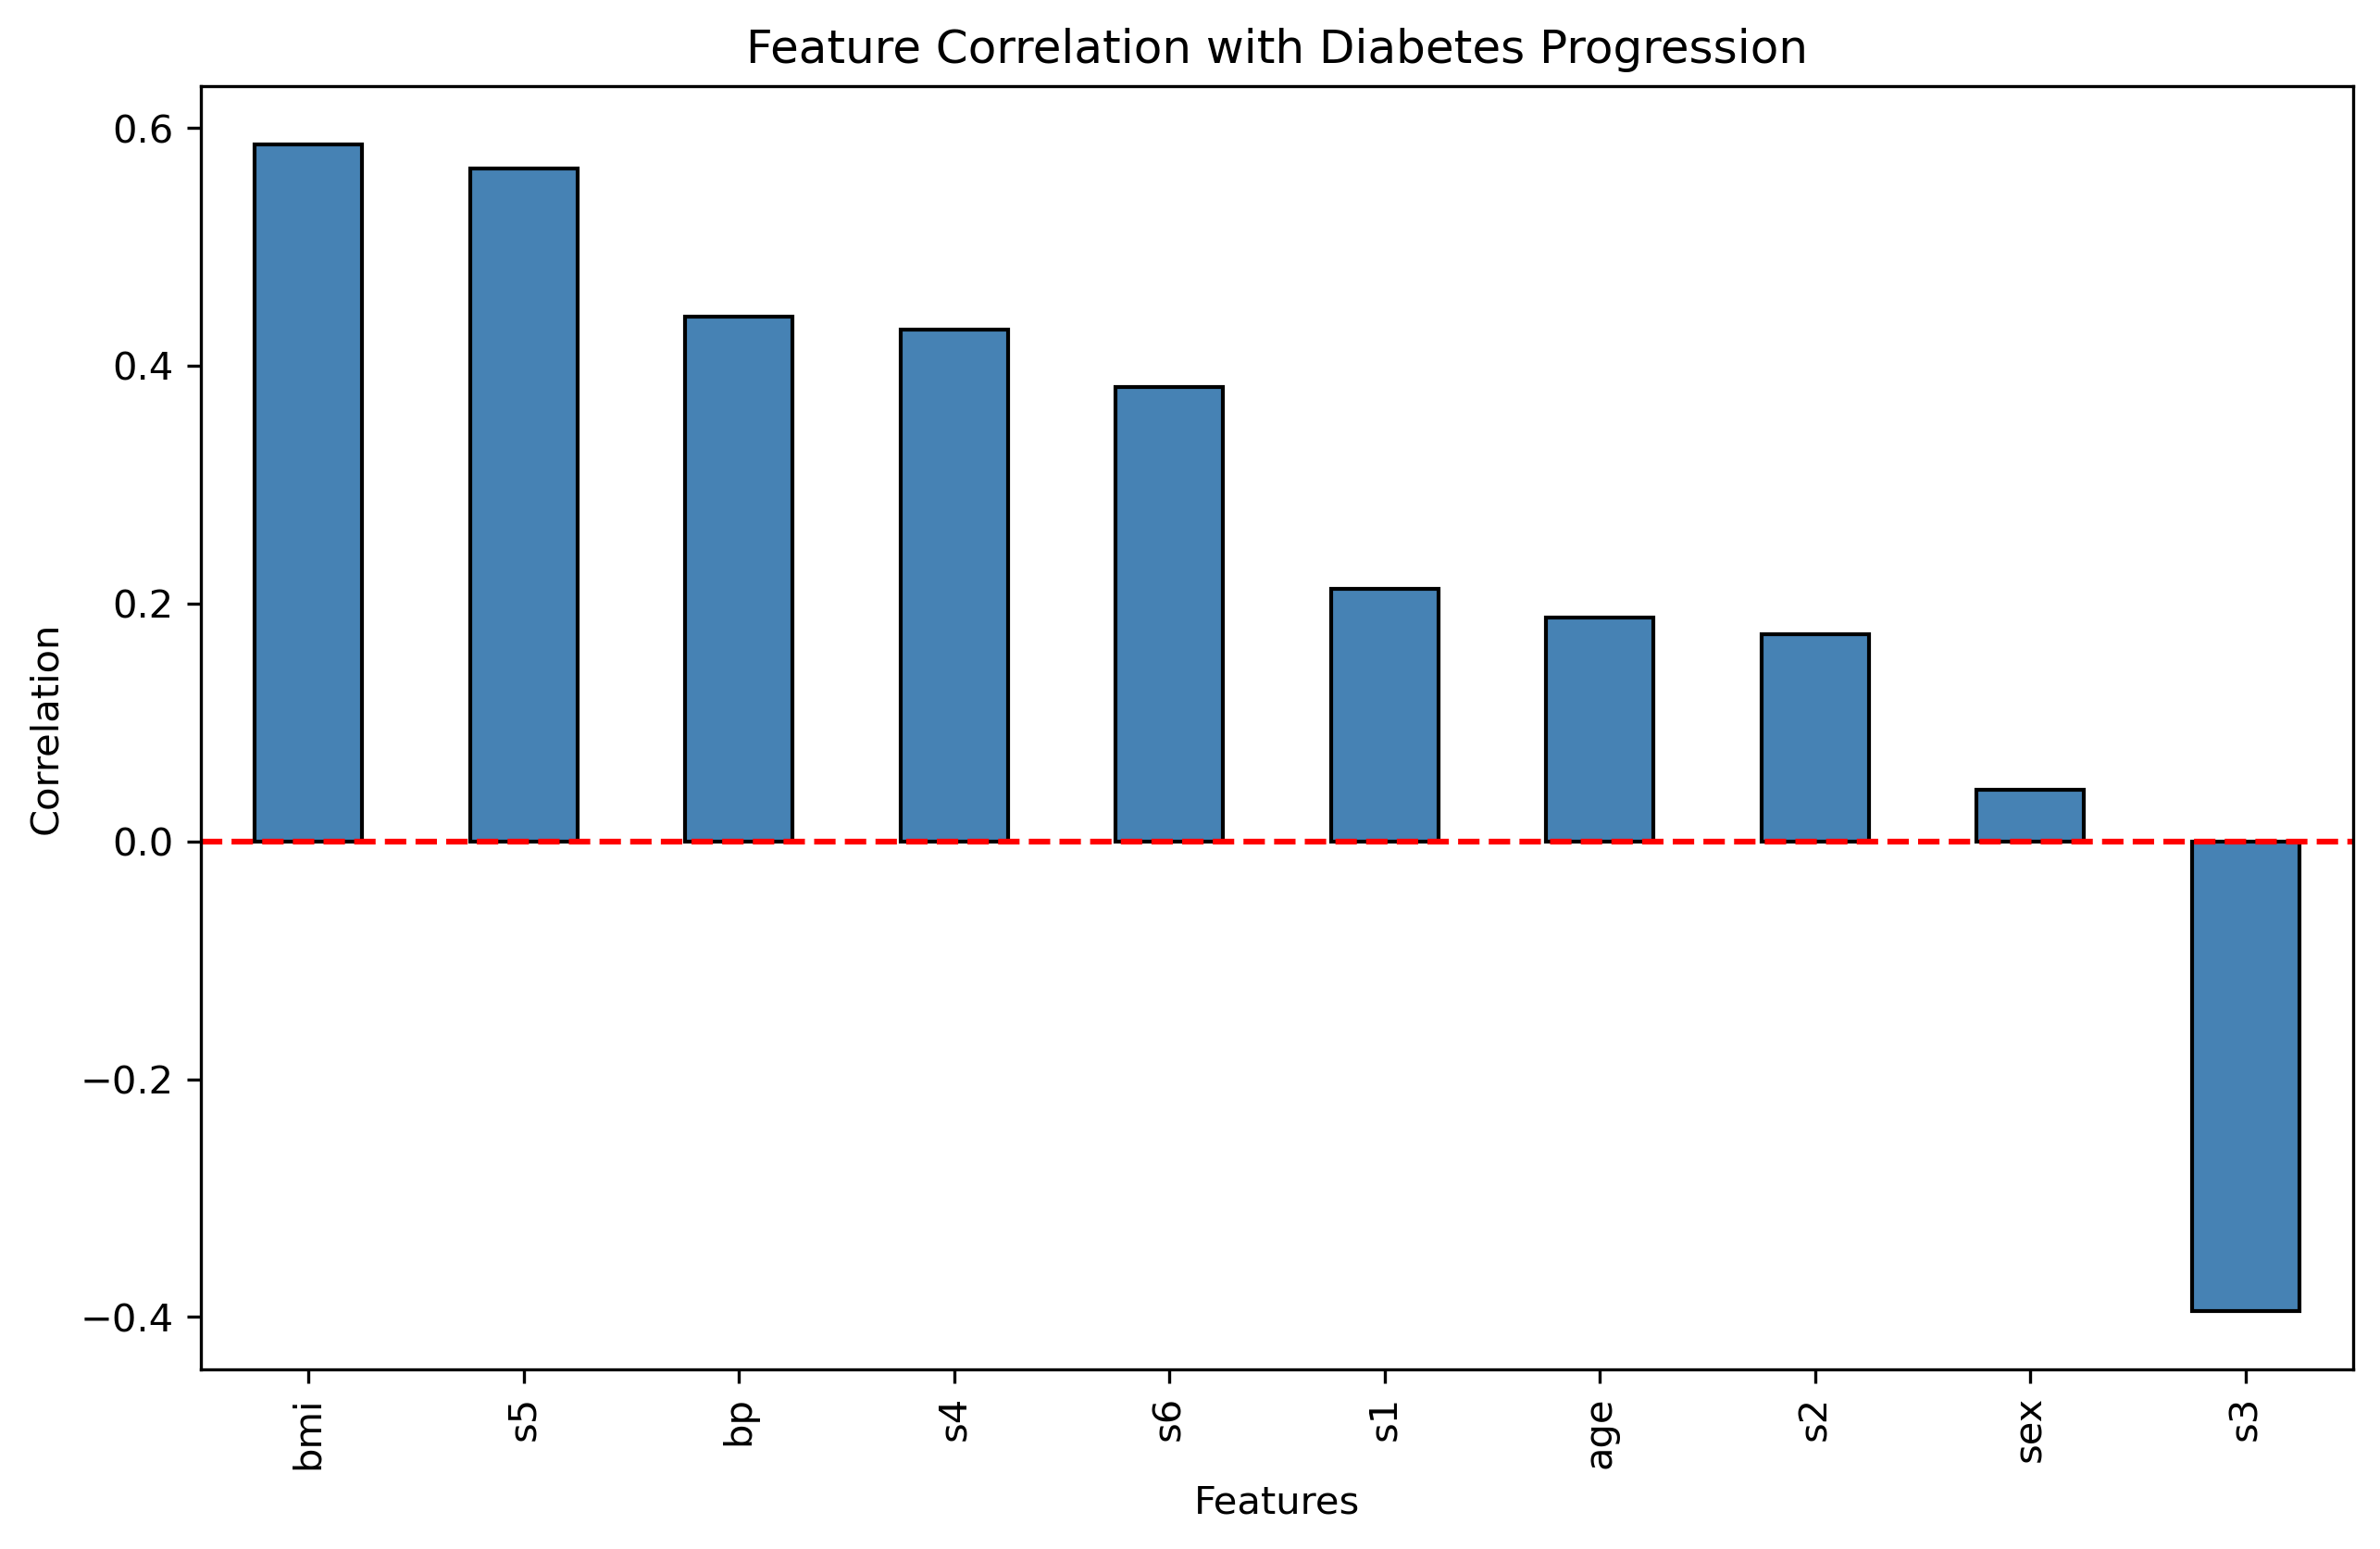 Feature Correlation with Diabetes Progression
Correlation
0.6
0.4
0.2
0.0
−0.2
−0.4
bmi
s5
bp
s4
s6
s1
age
s2
sex
s3
Features